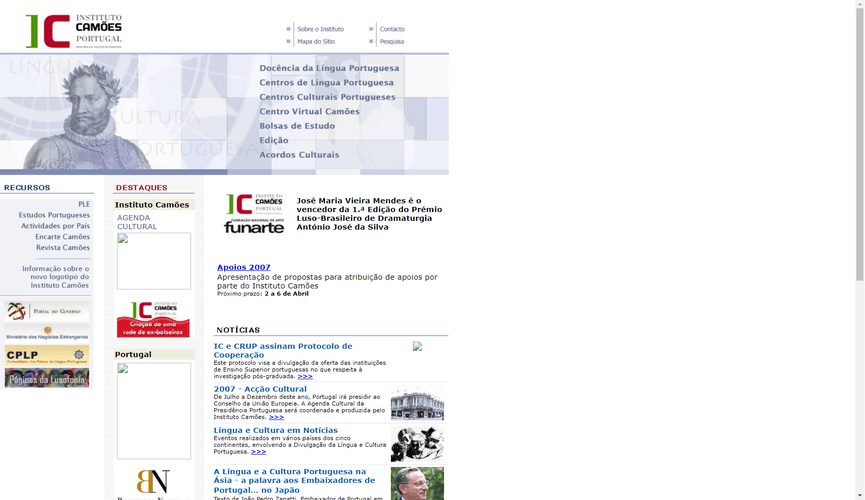 INSTITUTO
CAMÕES
PORTUGAL
Sobre o Instituto
Contacto
Mapa do Sítio
Pesquisa
LÍNGUA
CULTURA
PORTUGUESA
Docência da Língua Portuguesa
Centros de Língua Portuguesa
Centros Culturais Portugueses
Centro Virtual Camões
Bolsas de Estudo
Edição
Acordos Culturais
RECURSOS
PLE
Estudos Portugueses
Actividades por País
Encarte Camões
Revista Camões
Informação sobre o
novo logotipo do
Instituto Camões
PORTAL DO GOVERNO
Ministério dos Negócios Estrangeiros
CPLP
Páginas da Lusofonia
DESTAQUES
Instituto Camões
AGENDA
CULTURAL
INSTITUTO
CAMÕES
PORTUGAL
Criação de uma
rede de ex-bolseiros
Portugal
BN
INSTITUTO
CAMÕES
PORTUGAL
funarte
José Maria Vieira Mendes é o
vencedor da 1.ª Edição do Prémio
Luso-Brasileiro de Dramaturgia
António José da Silva
Apoios 2007
Apresentação de propostas para atribuição de apoios por
parte do Instituto Camões
Próximo prazo: 2 a 6 de Abril
NOTÍCIAS
IC e CRUP assinam Protocolo de
Cooperação
Este protocolo visa a divulgação da oferta das instituições
de Ensino Superior portuguesas no que respeita à
investigação pós-graduada. >>>
2007 - Acção Cultural
De Julho a Dezembro deste ano, Portugal irá presidir ao
Conselho da União Europeia. A Agenda Cultural da
Presidência Portuguesa será coordenada e produzida pelo
Instituto Camões. >>>
Língua e Cultura em Notícias
Eventos realizados em vários países dos cinco
continentes, envolvendo a Divulgação da Língua e Cultura
Portuguesa. >>>
A Língua e a Cultura Portuguesa na
Ásia - a palavra aos Embaixadores de
Portugal... no Japão
Texto de João Pedro Zanatti, Embaixador de Portugal em